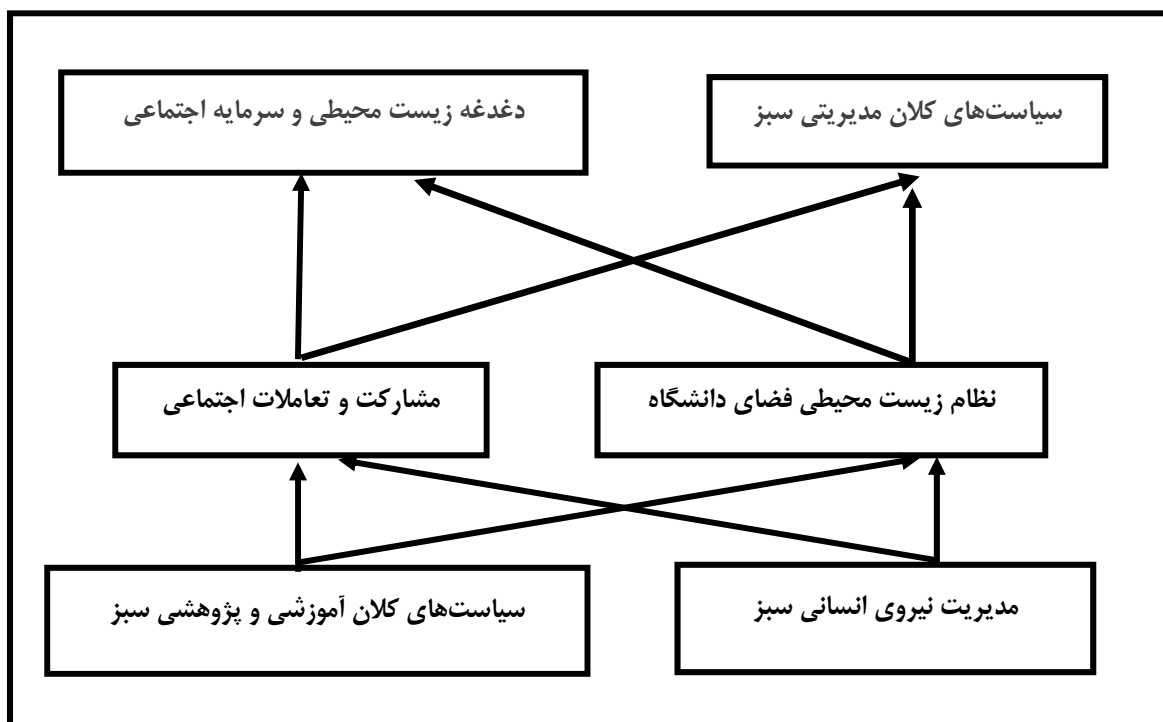 سیاست‌های کلان مدیریتی سبز
دغدغه زیست محیطی و سرمایه اجتماعی
نظام زیست محیطی فضای دانشگاه
مشارکت و تعاملات اجتماعی
مدیریت نیروی انسانی سبز
سیاست‌های کلان آموزشی و پژوهشی سبز